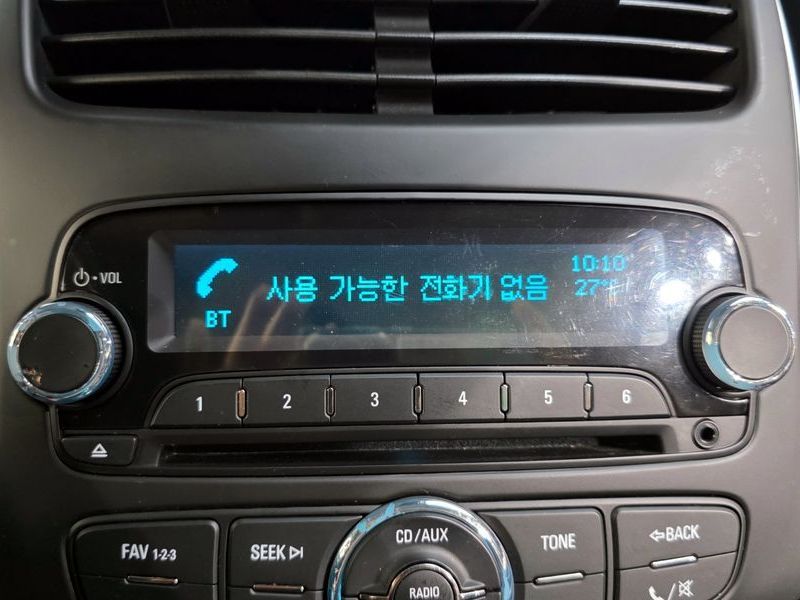 VOL
사용 가능한 전화기 없음
10:10
27°
BT
1 2 3 4 5 6
FAV 1-2-3
SEEK
CD/AUX
RADIO
TONE
BACK